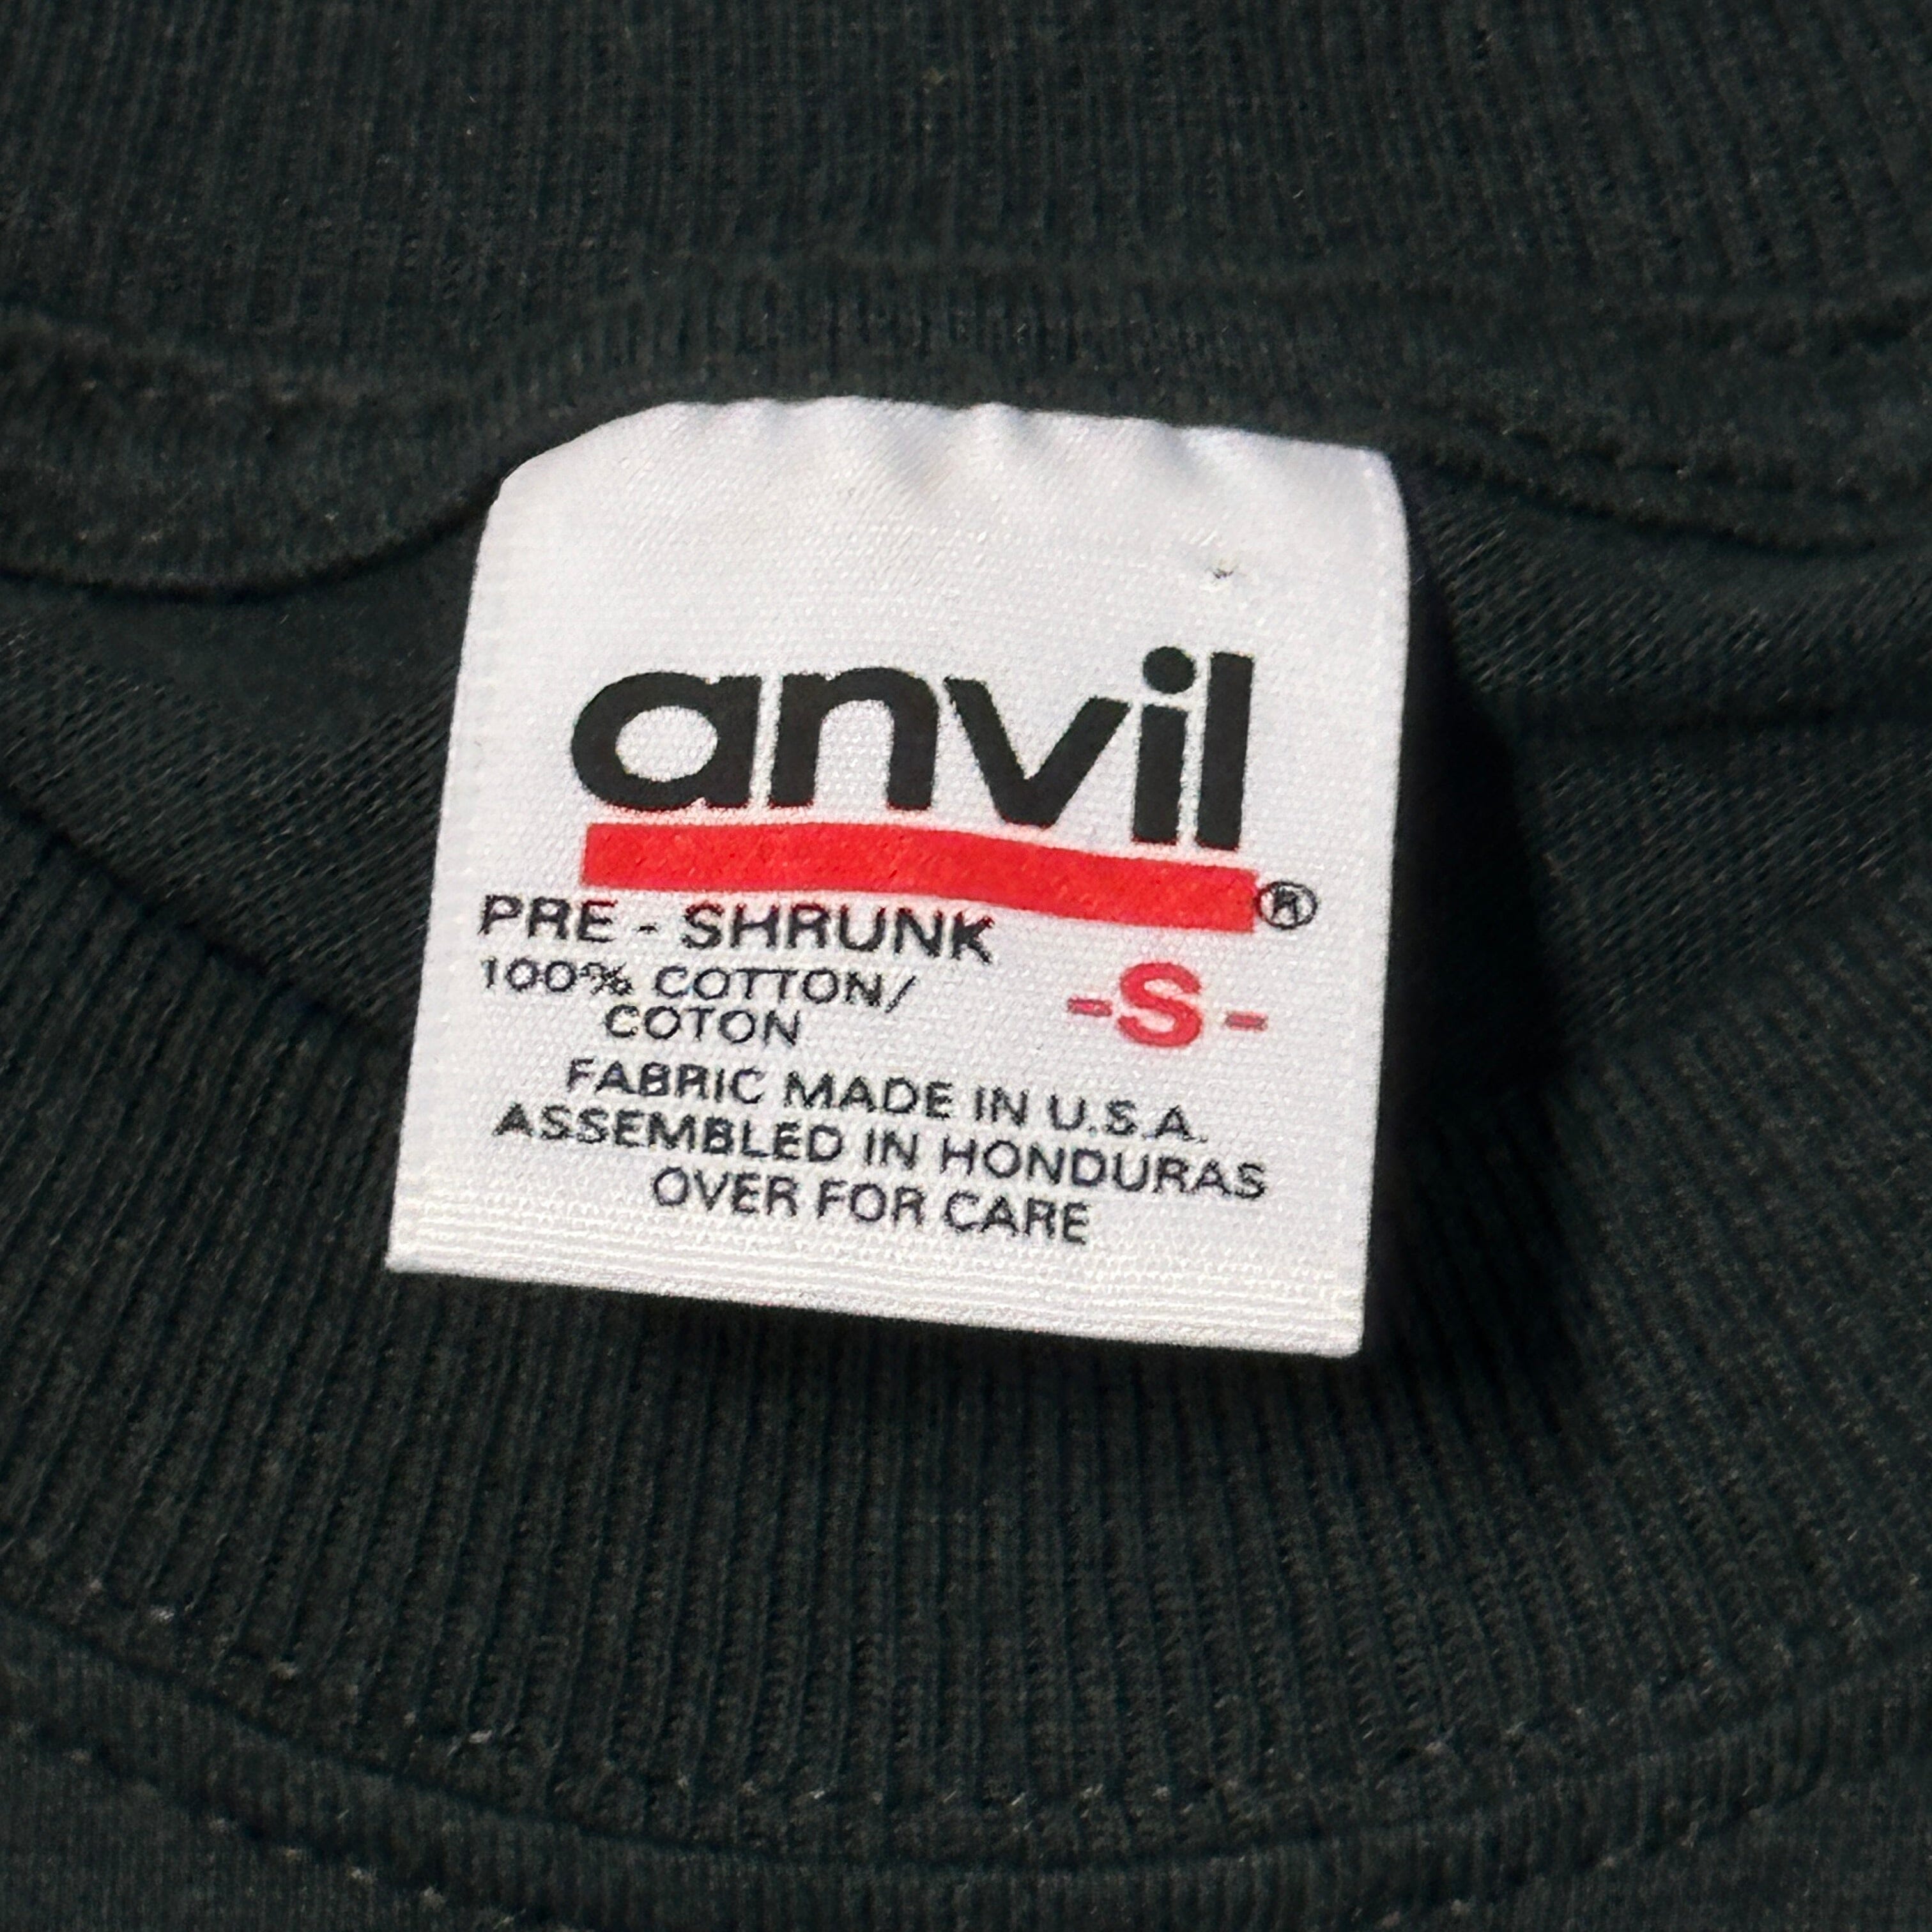 anvil®
PRE - SHRUNK
100% COTTON/
COTON
-S-
FABRIC MADE IN U.S.A.
ASSEMBLED IN HONDURAS
OVER FOR CARE